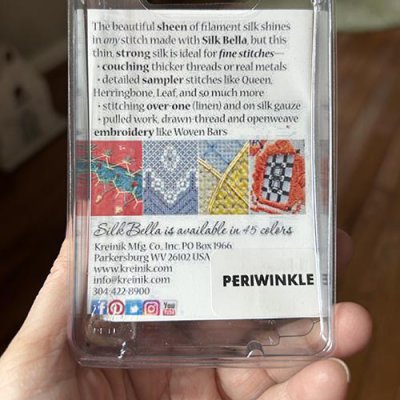 The beautiful sheen of filament silk shines
in any stitch made with Silk Bella, but this
thin, strong silk is ideal for fine stitches—
• couching thicker threads or real metals
• detailed sampler stitches like Queen,
Herringbone, Leaf, and so much more
• stitching over-one (linen) and on silk gauze
• pulled work, drawn-thread and openweave
embroidery like Woven Bars
Silk Bella is available in 45 colors
Kreinik Mfg. Co., Inc. PO Box 1966
Parkersburg WV 26102 USA
www.kreinik.com
info@kreinik.com
304-422-8900
PERIWINKLE
You Tube